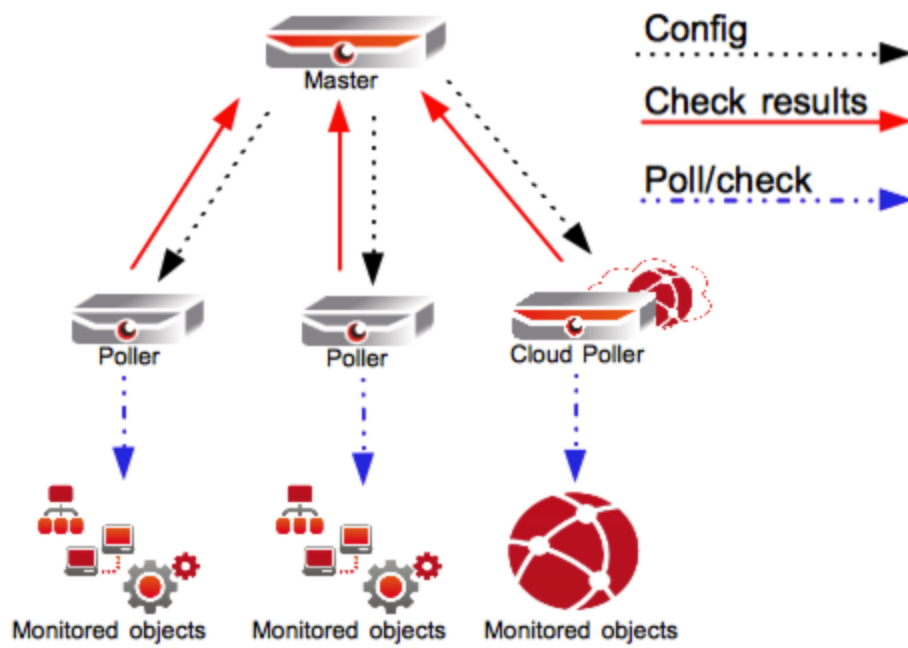 Config
Master
Check results
Poll/check
Poller
Poller
Cloud Poller
Monitored objects
Monitored objects
Monitored objects